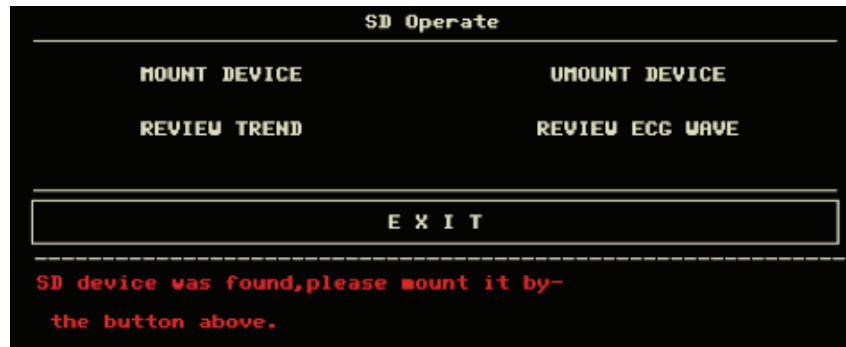 SD Operate
MOUNT DEVICE UMOUNT DEVICE
REVIEW TREND REVIEW ECG WAVE
E X I T
SD device was found,please mount it by-
the button above.